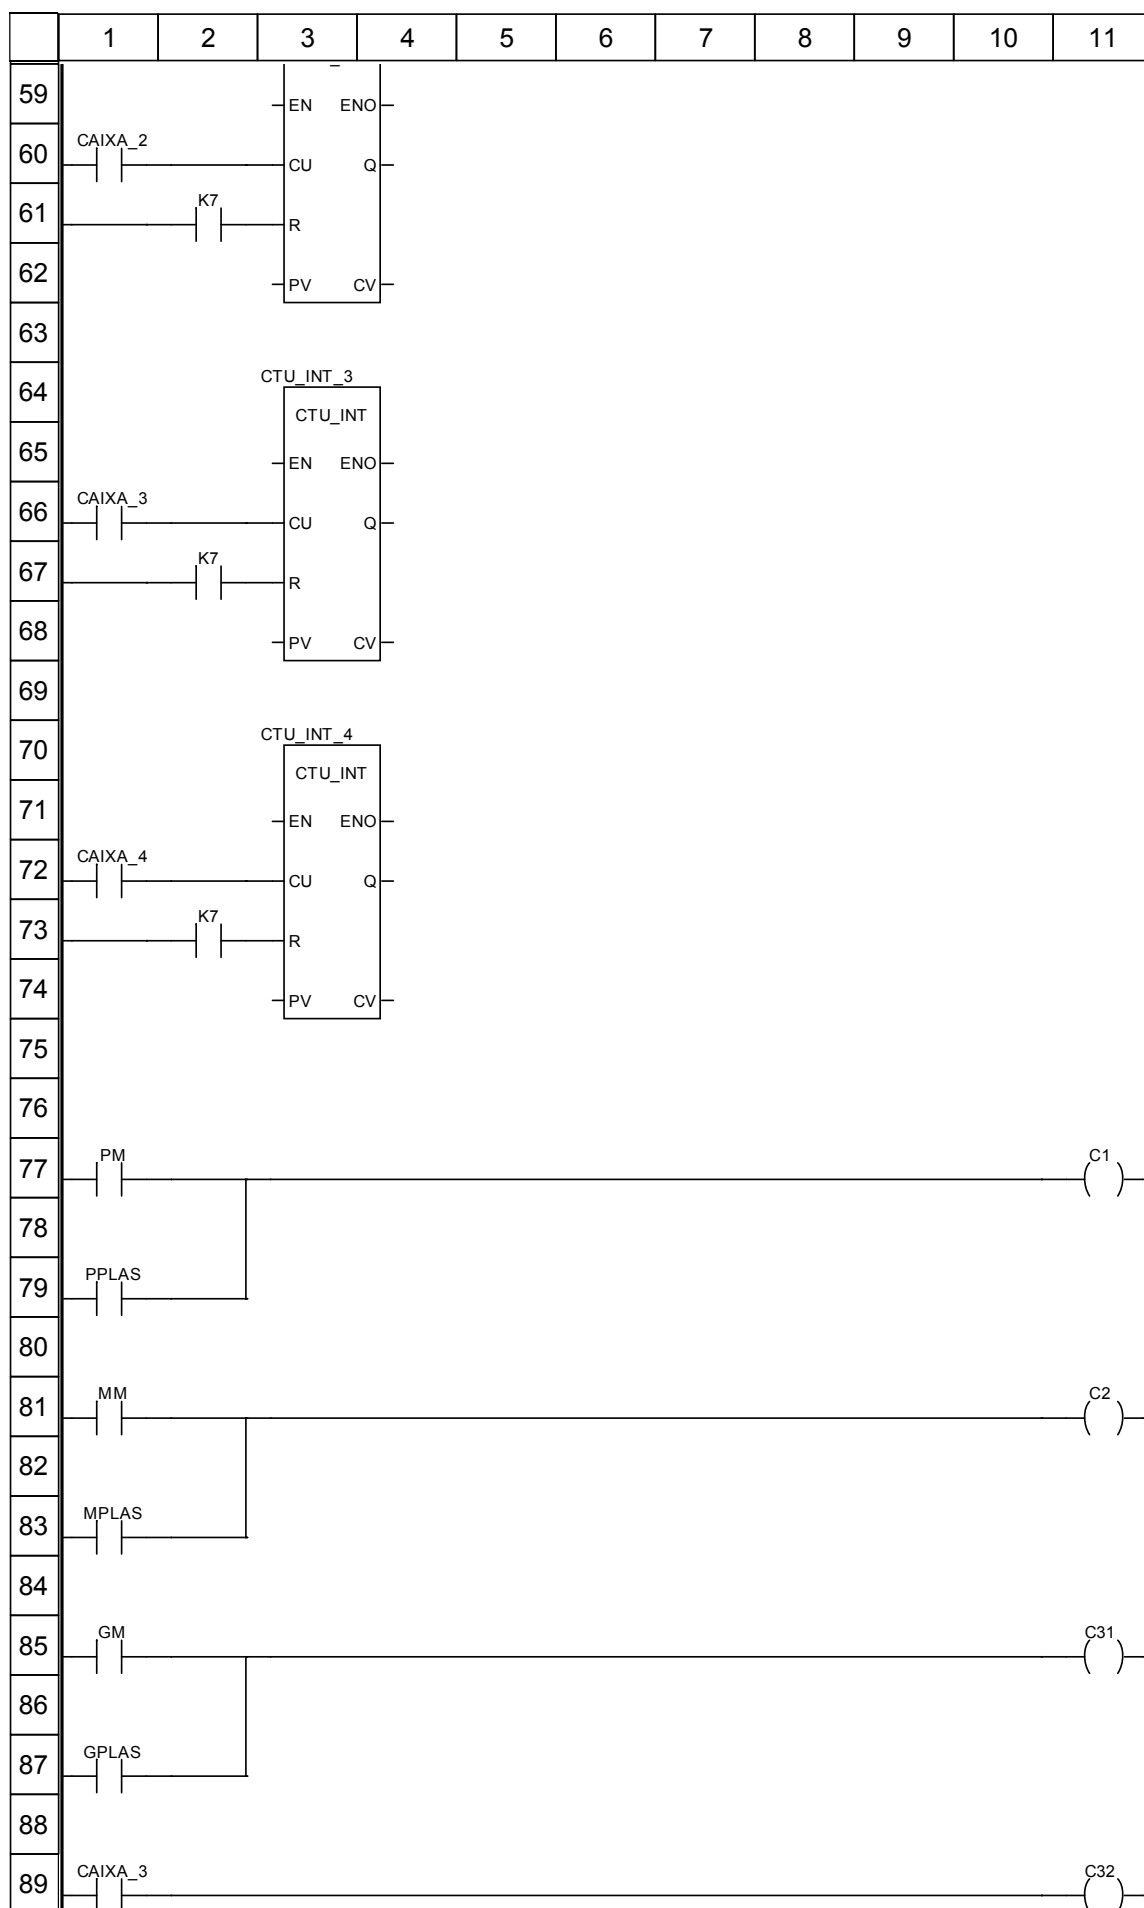 1 2 3 4 5 6 7 8 9 10 11
59
EN ENO
CAIXA_2
60
CU Q
K7
61
R
62
PV CV
63
CTU_INT_3
64
CTU_INT
65
EN ENO
CAIXA_3
66
CU Q
K7
67
R
68
PV CV
69
CTU_INT_4
70
CTU_INT
71
EN ENO
CAIXA_4
72
CU Q
K7
73
R
74
PV CV
75
76
PM C1
77
78
PPLAS
79
80
MM C2
81
82
MPLAS
83
84
GM C31
85
86
GPLAS
87
88
CAIXA_3 C32
89